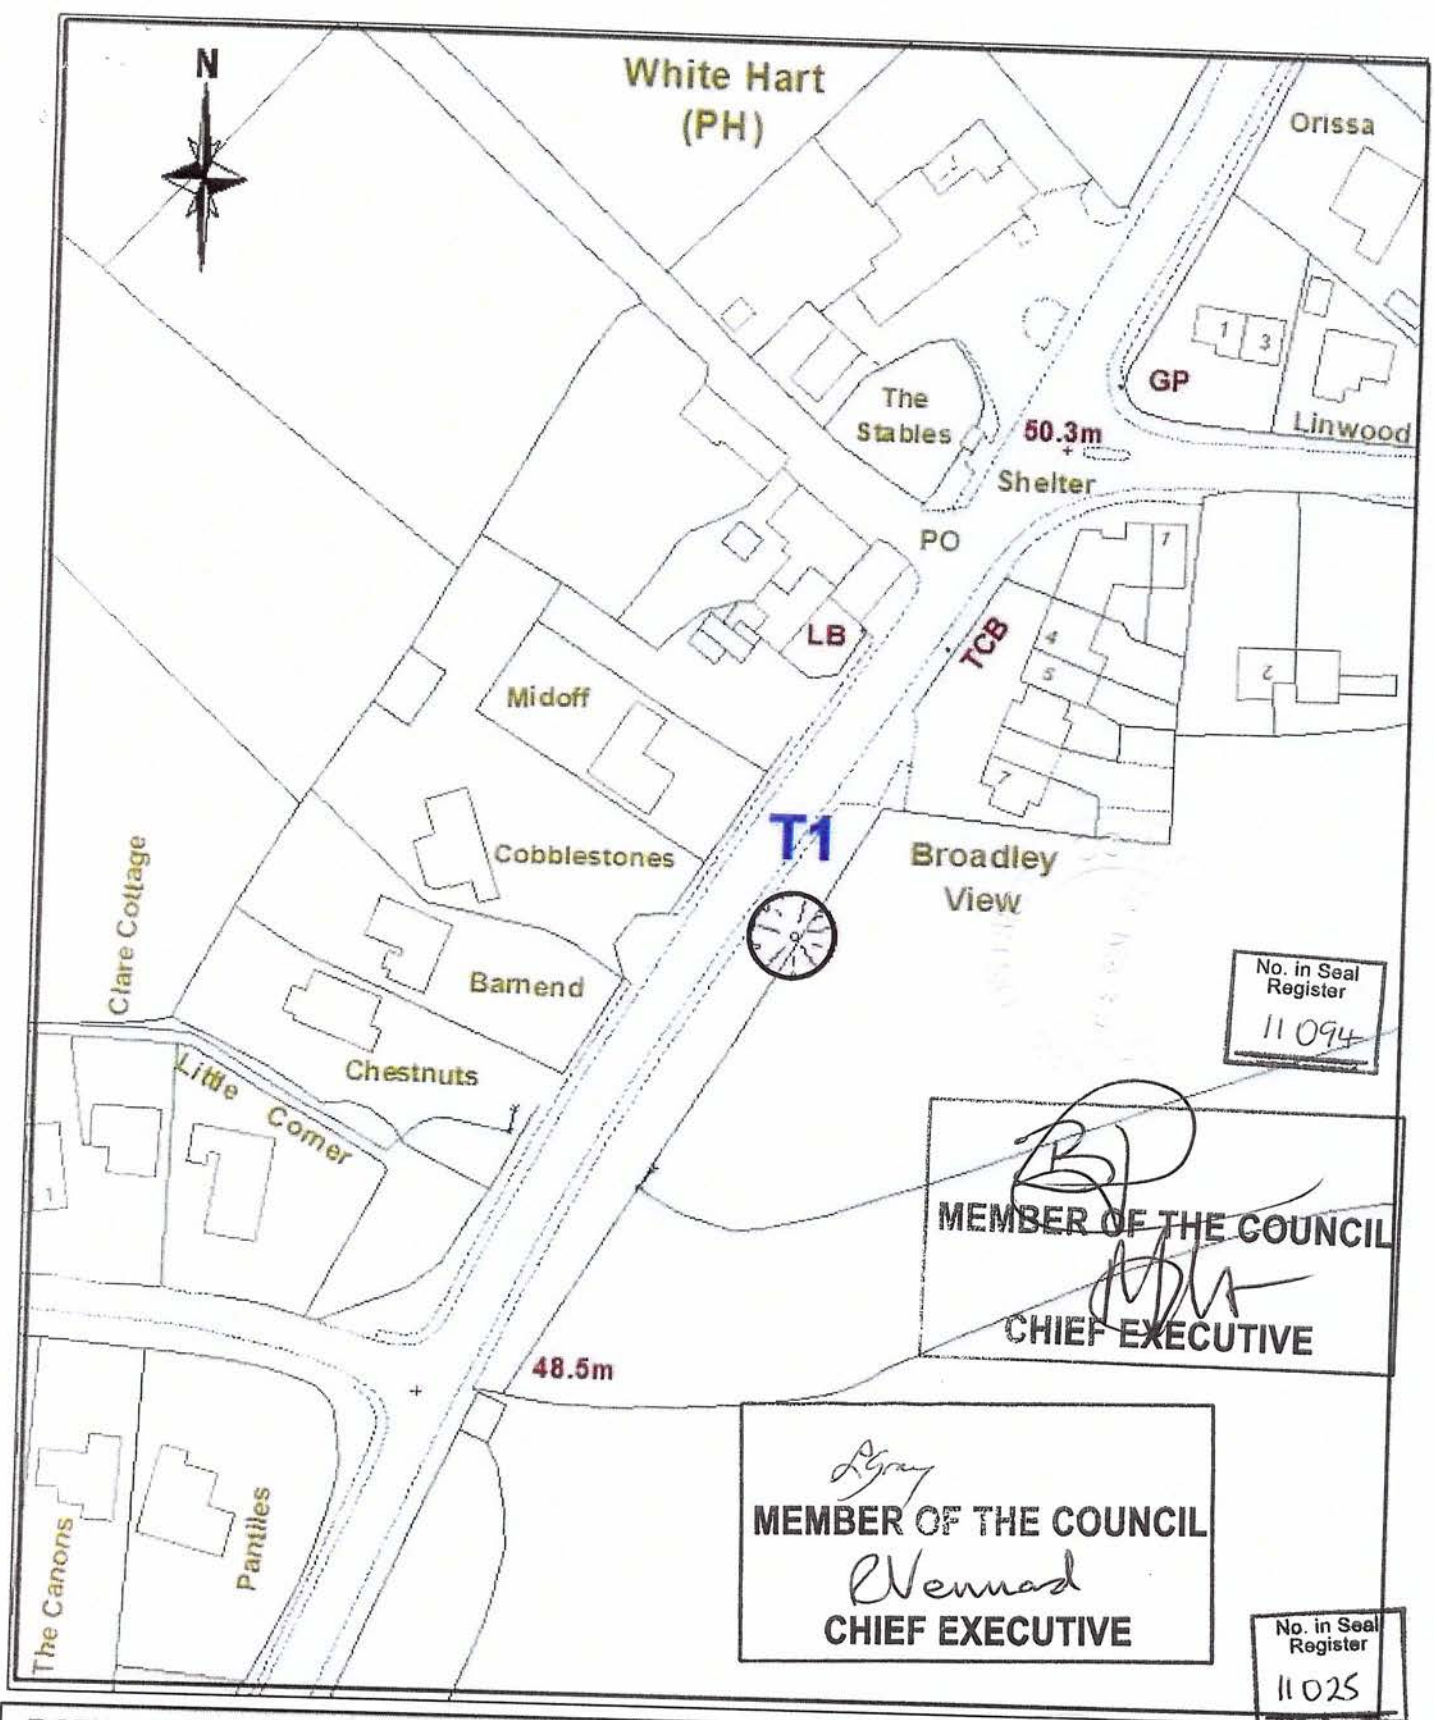 N
White Hart
(PH)
Orissa
1
3
GP
The
Stables
50.3m
Linwood
Shelter
PO
1
LB
TCB
4
5
2
Midoff
7
T1
Cobblestones
Broadley
View
Clare Cottage
Barnend
No. in Seal
Register
11094
Chestnuts
Little Corner
1
MEMBER OF THE COUNCIL
CHIEF EXECUTIVE
48.5m
MEMBER OF THE COUNCIL
CHIEF EXECUTIVE
The Canons
Pantiles
No. in Seal
Register
11025